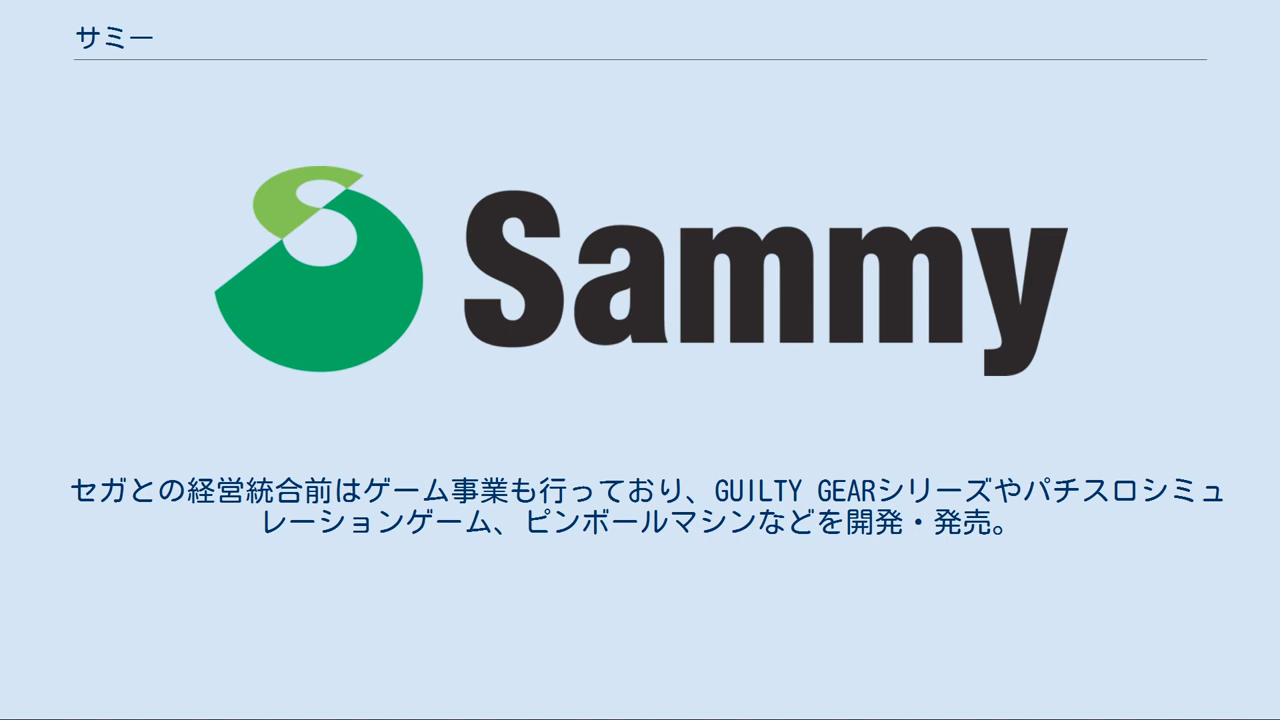 サミー
Sammy
セガとの経営統合前はゲーム事業も行っており、GUILTY GEARシリーズやパチスロシミュ
レーションゲーム、ピンボールマシンなどを開発・発売。